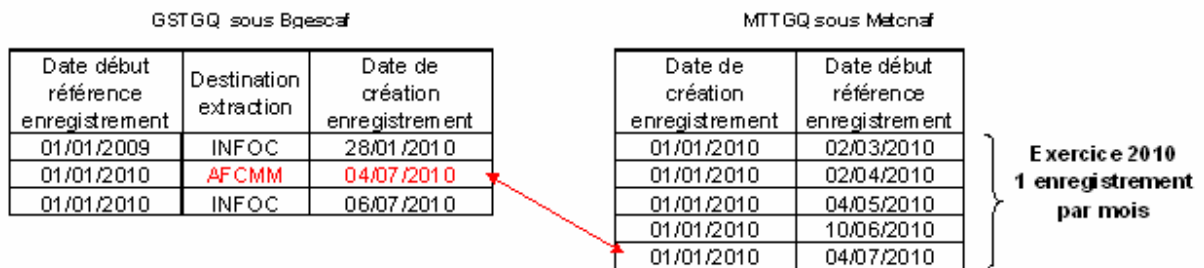 GSTGQ sous Bgescaf
Date début référence enregistrement Destination extraction Date de création enregistrement
01/01/2009 INFOC 28/01/2010
01/01/2010 AFCMM 04/07/2010
01/01/2010 INFOC 06/07/2010
MTTGQ sous Metcnaf
Date de création enregistrement Date début référence enregistrement
01/01/2010 02/03/2010
01/01/2010 02/04/2010
01/01/2010 04/05/2010
01/01/2010 10/06/2010
01/01/2010 04/07/2010
Exercice 2010
1 enregistrement
par mois